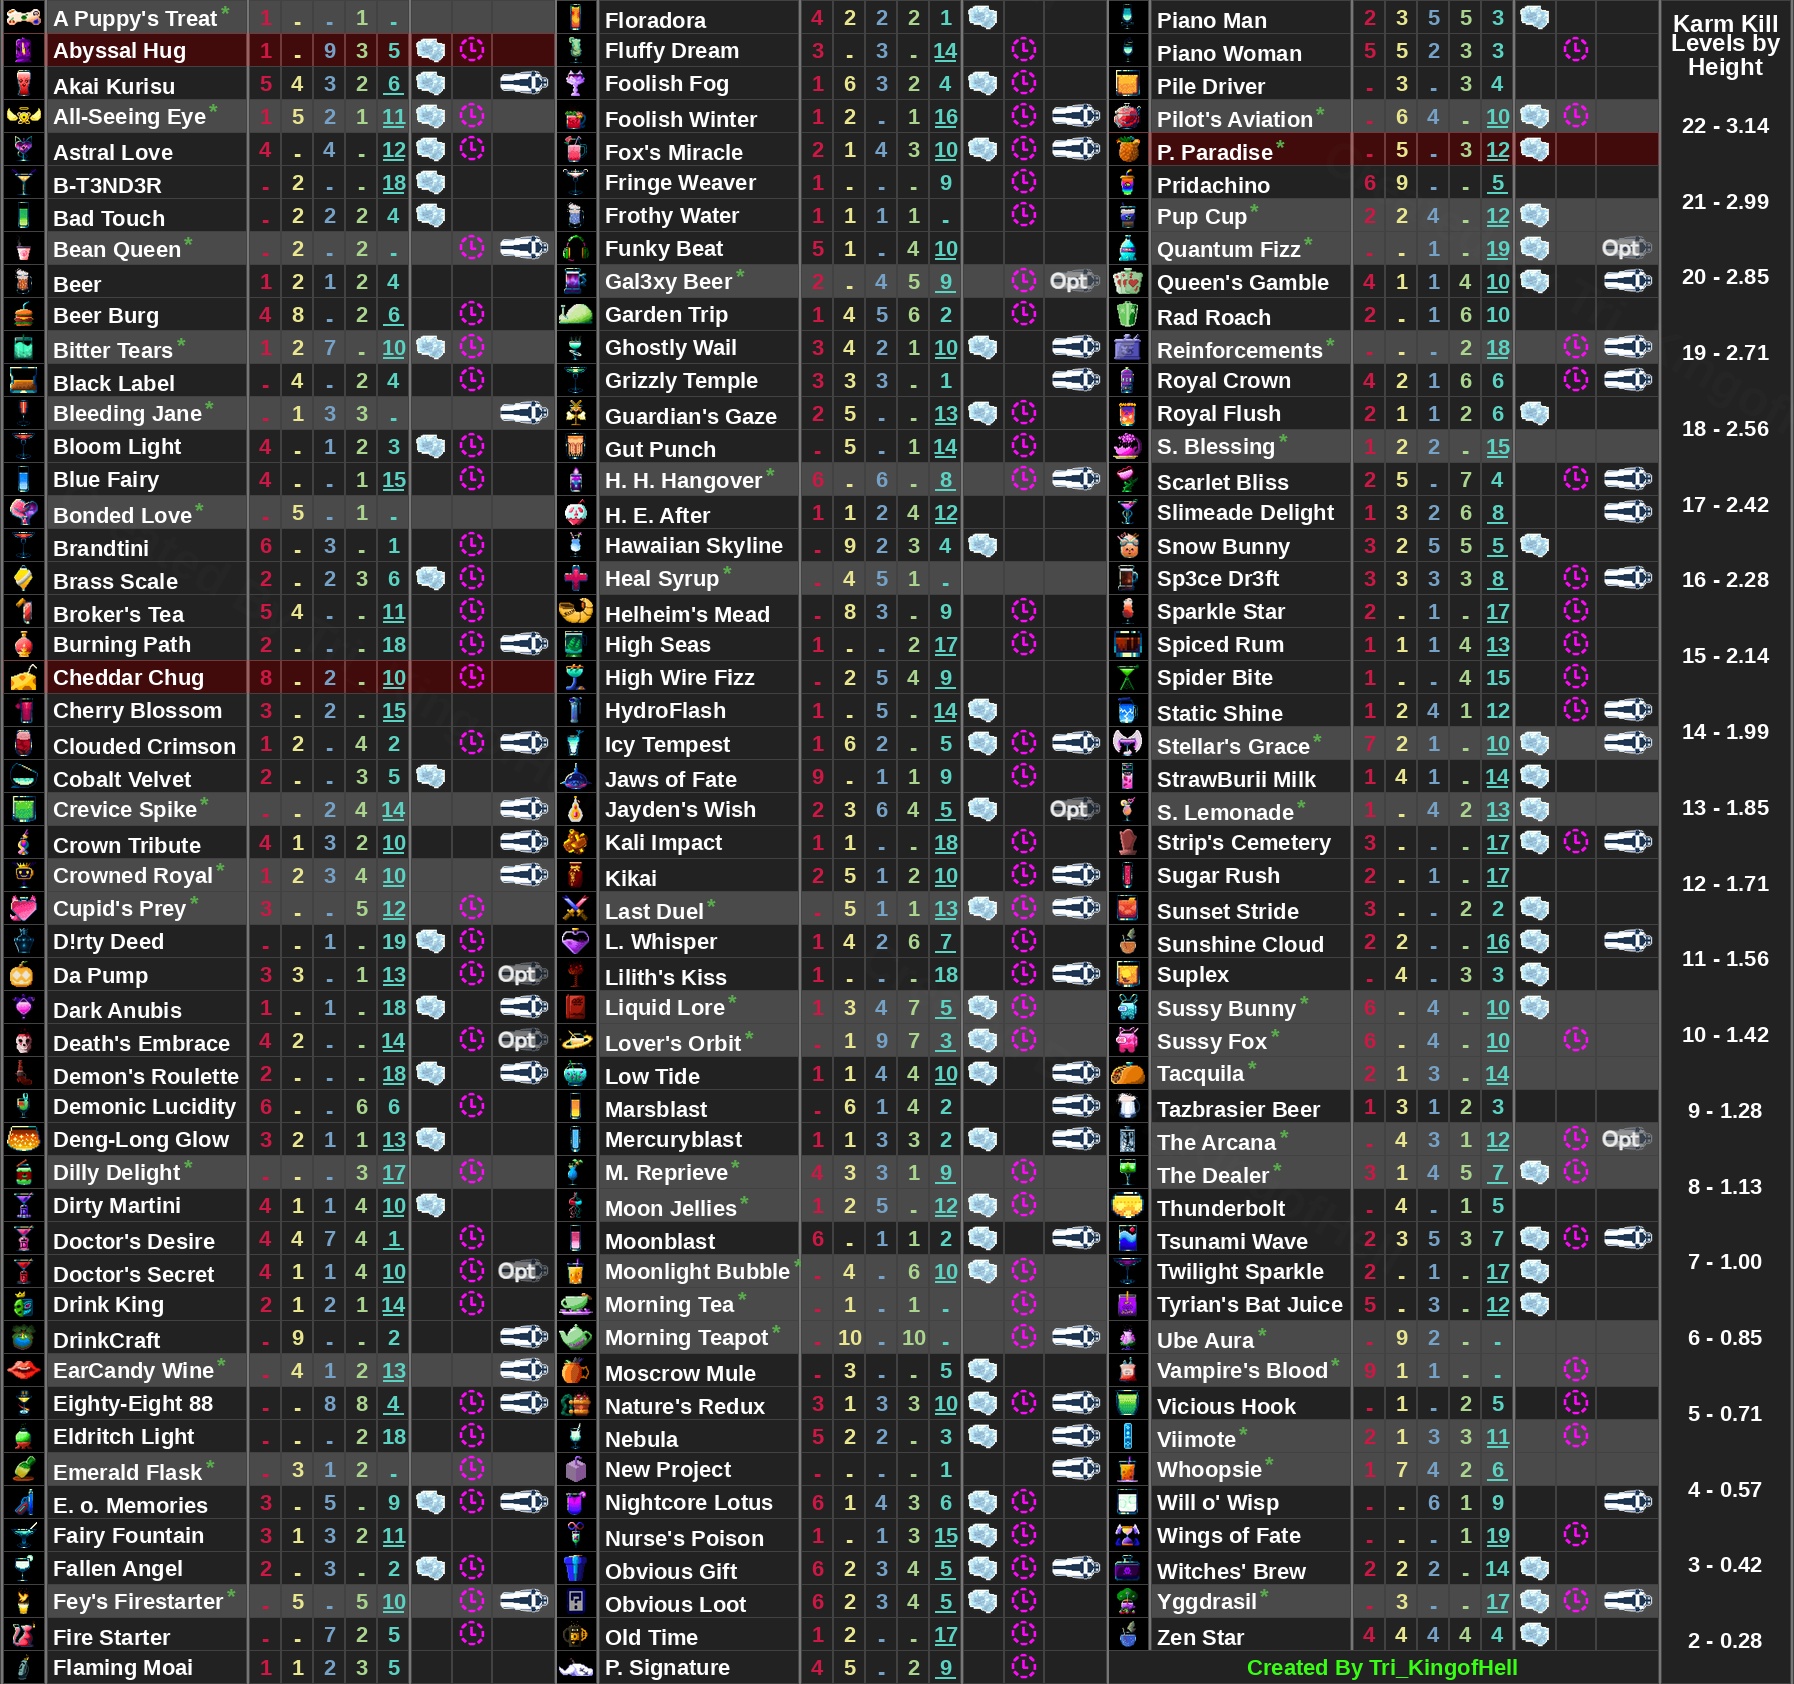 A Puppy's Treat* 1 - - 1 -
Abyssal Hug 1 - 9 3 5
Akai Kurisu 5 4 3 2 6
All-Seeing Eye* 1 5 2 1 11
Astral Love 4 - 4 - 12
B-T3ND3R - 2 - - 18
Bad Touch - 2 2 2 4
Bean Queen* - 2 - 2 -
Beer 1 2 1 2 4
Beer Burg 4 8 - 2 6
Bitter Tears* 1 2 7 - 10
Black Label - 4 - 2 4
Bleeding Jane* - 1 3 3 -
Bloom Light 4 - 1 2 3
Blue Fairy 4 - - 1 15
Bonded Love* - 5 - 1 -
Brandtini 6 - 3 - 1
Brass Scale 2 - 2 3 6
Broker's Tea 5 4 - - 11
Burning Path 2 - - - 18
Cheddar Chug 8 - 2 - 10
Cherry Blossom 3 - 2 - 15
Clouded Crimson 1 2 - 4 2
Cobalt Velvet 2 - - 3 5
Crevice Spike* - - 2 4 14
Crown Tribute 4 1 3 2 10
Crowned Royal* 1 2 3 4 10
Cupid's Prey* 3 - - 5 12
D!rty Deed - - 1 - 19
Da Pump 3 3 - 1 13 Opt
Dark Anubis 1 - 1 - 18
Death's Embrace 4 2 - - 14 Opt
Demon's Roulette 2 - - - 18
Demonic Lucidity 6 - - 6 6
Deng-Long Glow 3 2 1 1 13
Dilly Delight* - - - 3 17
Dirty Martini 4 1 1 4 10
Doctor's Desire 4 4 7 4 1
Doctor's Secret 4 1 1 4 10 Opt
Drink King 2 1 2 1 14
DrinkCraft - 9 - - 2
EarCandy Wine* - 4 1 2 13
Eighty-Eight 88 - - 8 8 4
Eldritch Light - - - 2 18
Emerald Flask* - 3 1 2 -
E. o. Memories 3 - 5 - 9
Fairy Fountain 3 1 3 2 11
Fallen Angel 2 - 3 - 2
Fey's Firestarter* - 5 - 5 10
Fire Starter - - 7 2 5
Flaming Moai 1 1 2 3 5
Floradora 4 2 2 2 1
Fluffy Dream 3 - 3 - 14
Foolish Fog 1 6 3 2 4
Foolish Winter 1 2 - 1 16
Fox's Miracle 2 1 4 3 10
Fringe Weaver 1 - - - 9
Frothy Water 1 1 1 1 -
Funky Beat 5 1 - 4 10
Gal3xy Beer* 2 - 4 5 9 Opt
Garden Trip 1 4 5 6 2
Ghostly Wail 3 4 2 1 10
Grizzly Temple 3 3 3 - 1
Guardian's Gaze 2 5 - - 13
Gut Punch - 5 - 1 14
H. H. Hangover* 6 - 6 - 8
H. E. After 1 1 2 4 12
Hawaiian Skyline - 9 2 3 4
Heal Syrup* - 4 5 1 -
Helheim's Mead - 8 3 - 9
High Seas 1 - - 2 17
High Wire Fizz - 2 5 4 9
HydroFlash 1 - 5 - 14
Icy Tempest 1 6 2 - 5
Jaws of Fate 9 - 1 1 9
Jayden's Wish 2 3 6 4 5 Opt
Kali Impact 1 1 - - 18
Kikai 2 5 1 2 10
Last Duel* - 5 1 1 13
L. Whisper 1 4 2 6 7
Lilith's Kiss 1 - - - 18
Liquid Lore* 1 3 4 7 5
Lover's Orbit* - 1 9 7 3
Low Tide 1 1 4 4 10
Marsblast - 6 1 4 2
Mercuryblast 1 1 3 3 2
M. Reprieve* 4 3 3 1 9
Moon Jellies* 1 2 5 - 12
Moonblast 6 - 1 1 2
Moonlight Bubble* - 4 - 6 10
Morning Tea* - 1 - 1 -
Morning Teapot* - 10 - 10 -
Moscrow Mule - 3 - - 5
Nature's Redux 3 1 3 3 10
Nebula 5 2 2 - 3
New Project - - - - 1
Nightcore Lotus 6 1 4 3 6
Nurse's Poison 1 - 1 3 15
Obvious Gift 6 2 3 4 5
Obvious Loot 6 2 3 4 5
Old Time 1 2 - - 17
P. Signature 4 5 - 2 9
Piano Man 2 3 5 5 3
Piano Woman 5 5 2 3 3
Pile Driver - 3 - 3 4
Pilot's Aviation* - 6 4 - 10
P. Paradise* - 5 - 3 12
Pridachino 6 9 - - 5
Pup Cup* 2 2 4 - 12
Quantum Fizz* - - 1 - 19 Opt
Queen's Gamble 4 1 1 4 10
Rad Roach 2 - 1 6 10
Reinforcements* - - - 2 18
Royal Crown 4 2 1 6 6
Royal Flush 2 1 1 2 6
S. Blessing* 1 2 2 - 15
Scarlet Bliss 2 5 - 7 4
Slimeade Delight 1 3 2 6 8
Snow Bunny 3 2 5 5 5
Sp3ce Dr3ft 3 3 3 3 8
Sparkle Star 2 - 1 - 17
Spiced Rum 1 1 1 4 13
Spider Bite 1 - - 4 15
Static Shine 1 2 4 1 12
Stellar's Grace* 7 2 1 - 10
StrawBurii Milk 1 4 1 - 14
S. Lemonade* 1 - 4 2 13
Strip's Cemetery 3 - - - 17
Sugar Rush 2 - 1 - 17
Sunset Stride 3 - - 2 2
Sunshine Cloud 2 2 - - 16
Suplex - 4 - 3 3
Sussy Bunny* 6 - 4 - 10
Sussy Fox* 6 - 4 - 10
Tacquila* 2 1 3 - 14
Tazbrasier Beer 1 3 1 2 3
The Arcana* - 4 3 1 12 Opt
The Dealer* 3 1 4 5 7
Thunderbolt - 4 - 1 5
Tsunami Wave 2 3 5 3 7
Twilight Sparkle 2 - 1 - 17
Tyrian's Bat Juice 5 - 3 - 12
Ube Aura* - 9 2 - -
Vampire's Blood* 9 1 1 - -
Vicious Hook - 1 - 2 5
Viimote* 2 1 3 3 11
Whoopsie* 1 7 4 2 6
Will o' Wisp - - 6 1 9
Wings of Fate - - - 1 19
Witches' Brew 2 2 2 - 14
Yggdrasil* - 3 - - 17
Zen Star 4 4 4 4 4
Created By Tri_KingofHell
Karm Kill
Levels by
Height
22 - 3.14
21 - 2.99
20 - 2.85
19 - 2.71
18 - 2.56
17 - 2.42
16 - 2.28
15 - 2.14
14 - 1.99
13 - 1.85
12 - 1.71
11 - 1.56
10 - 1.42
9 - 1.28
8 - 1.13
7 - 1.00
6 - 0.85
5 - 0.71
4 - 0.57
3 - 0.42
2 - 0.28